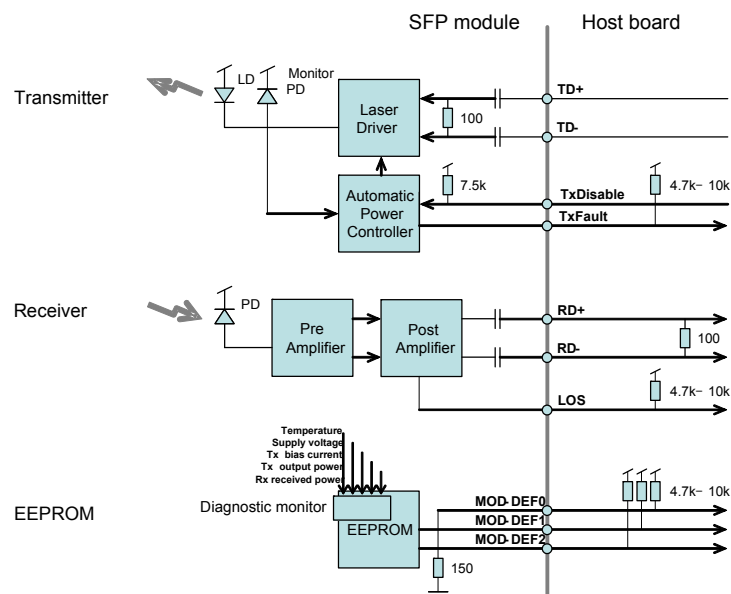 SFP module
Host board
Transmitter
LD
Monitor
PD
Laser
Driver
100
TD+
TD-
7.5k
4.7k– 10k
Automatic
Power
Controller
TxDisable
TxFault
Receiver
PD
Pre
Amplifier
Post
Amplifier
RD+
RD-
100
4.7k– 10k
LOS
Temperature
Supply voltage
Tx bias current
Tx output power
Rx received power
Diagnostic monitor
EEPROM
EEPROM
MOD-DEF0
MOD-DEF1
MOD-DEF2
4.7k– 10k
150